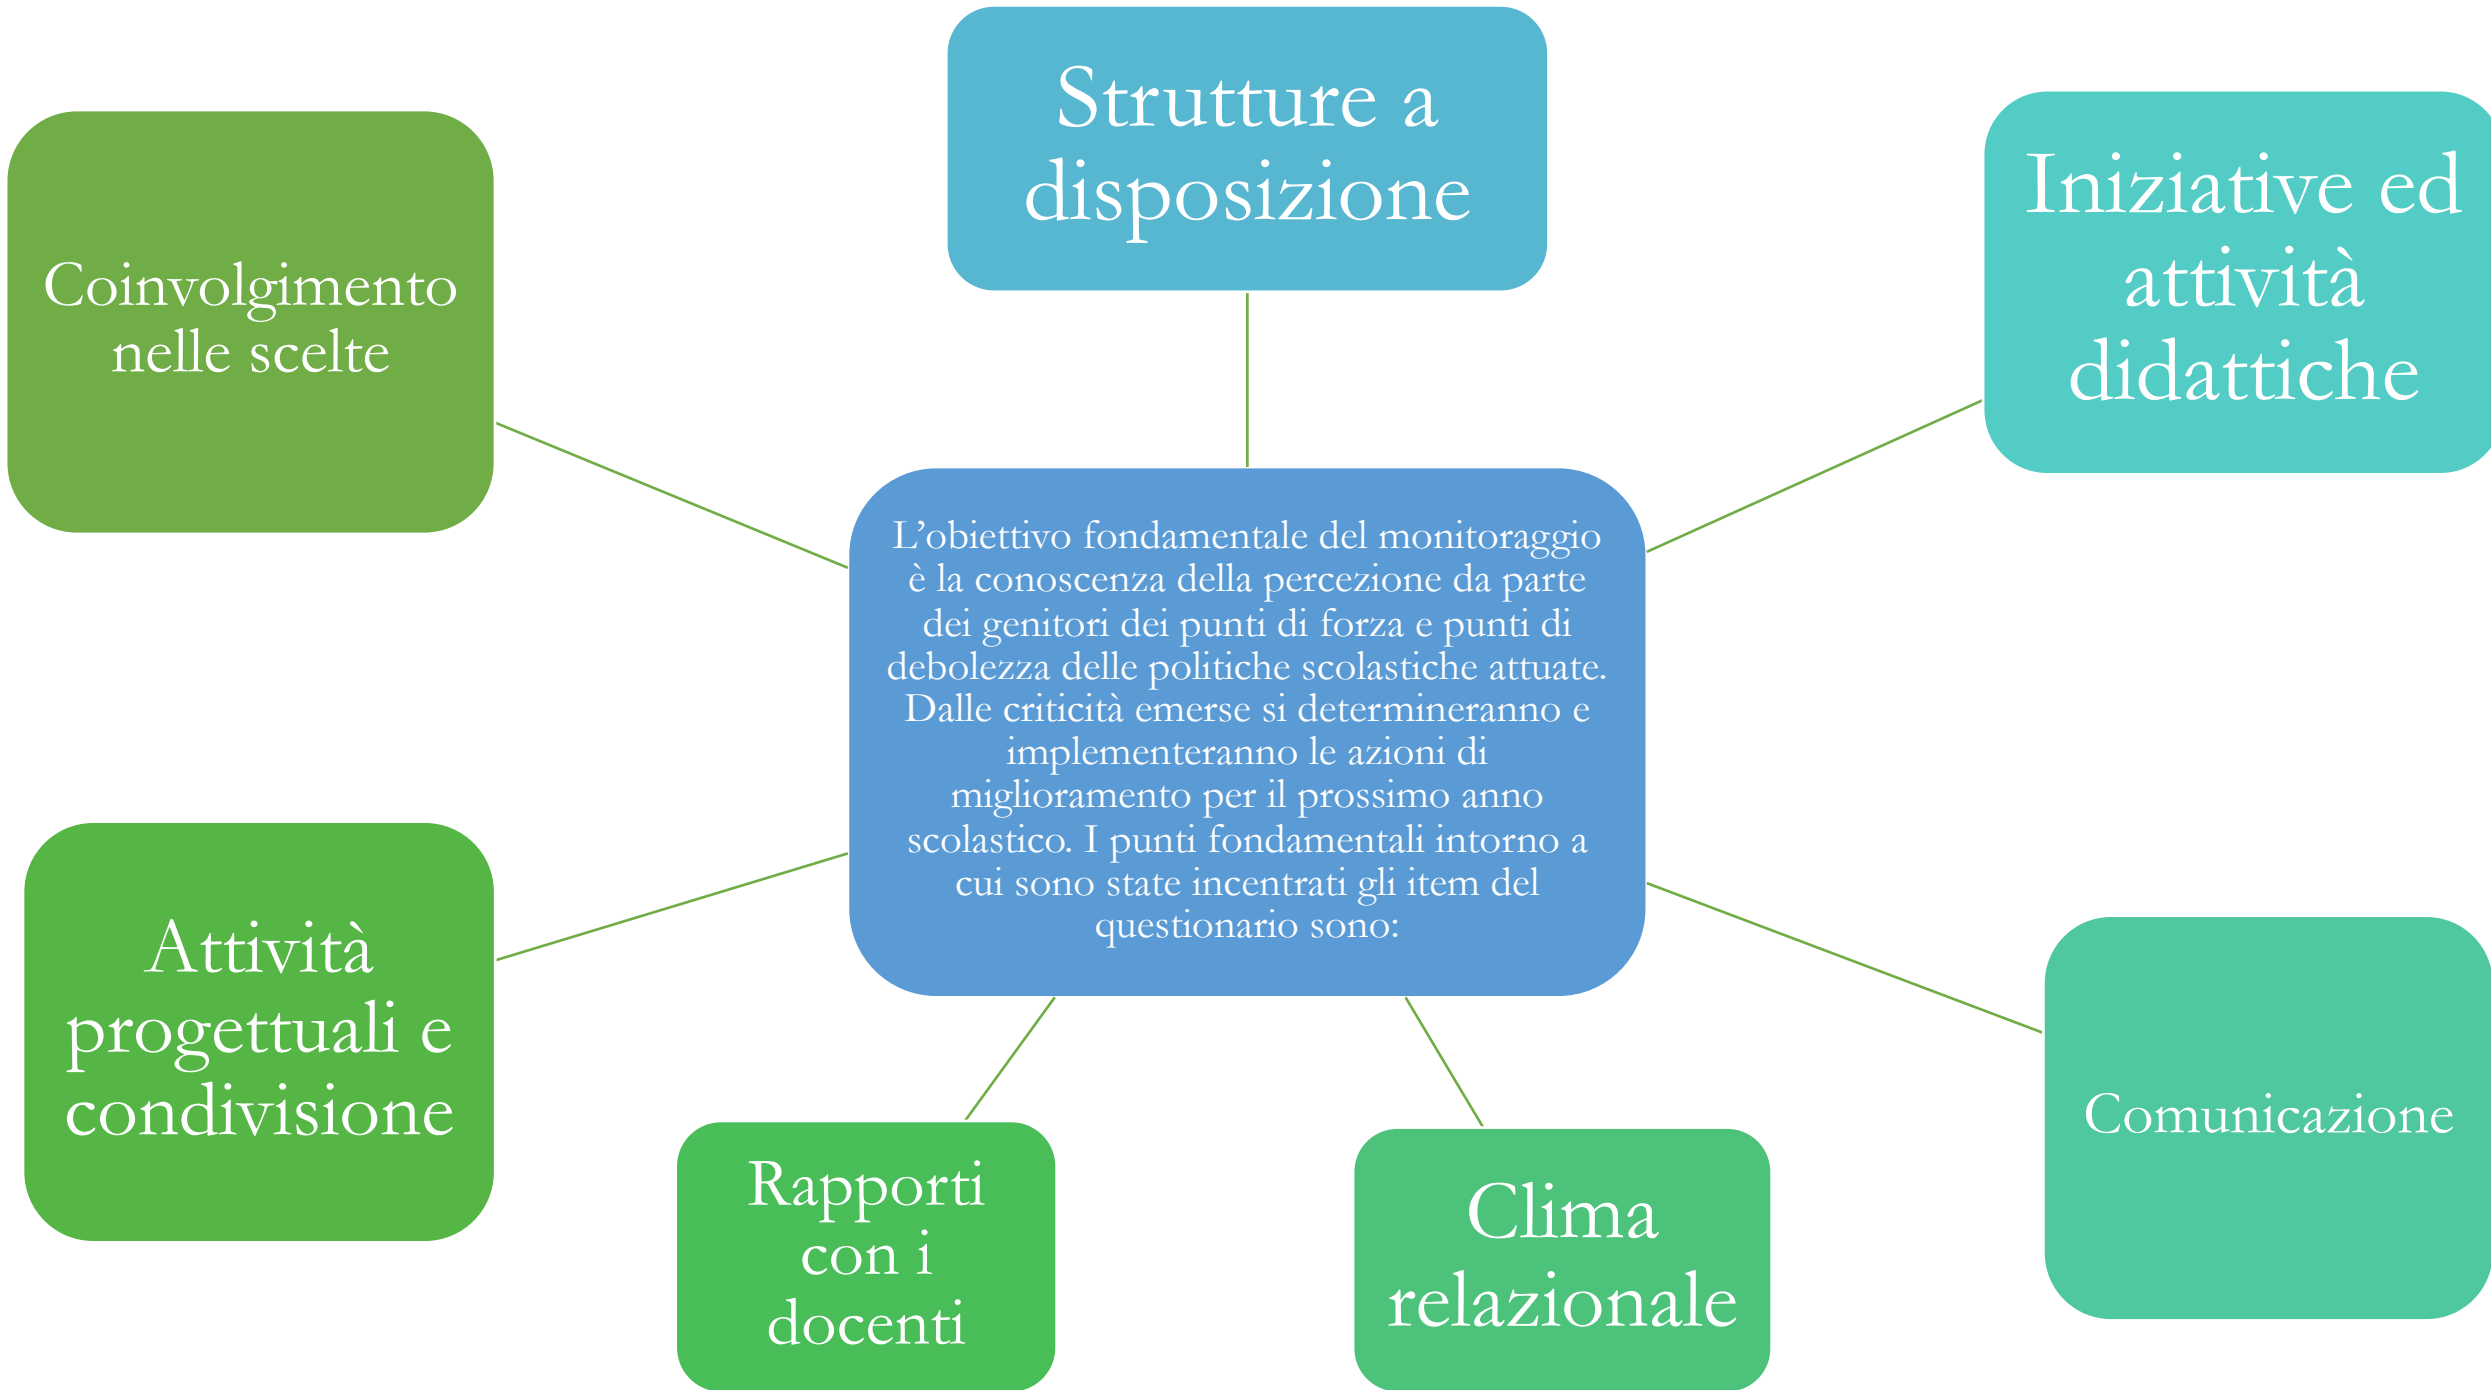 Strutture a
disposizione
Iniziative ed
attività
didattiche
Coinvolgimento
nelle scelte
L’obiettivo fondamentale del monitoraggio
è la conoscenza della percezione da parte
dei genitori dei punti di forza e punti di
debolezza delle politiche scolastiche attuate.
Dalle criticità emerse si determineranno e
implementeranno le azioni di
miglioramento per il prossimo anno
scolastico. I punti fondamentali intorno a
cui sono state incentrati gli item del
questionario sono:
Attività
progettuali e
condivisione
Comunicazione
Rapporti
con i
docenti
Clima
relazionale